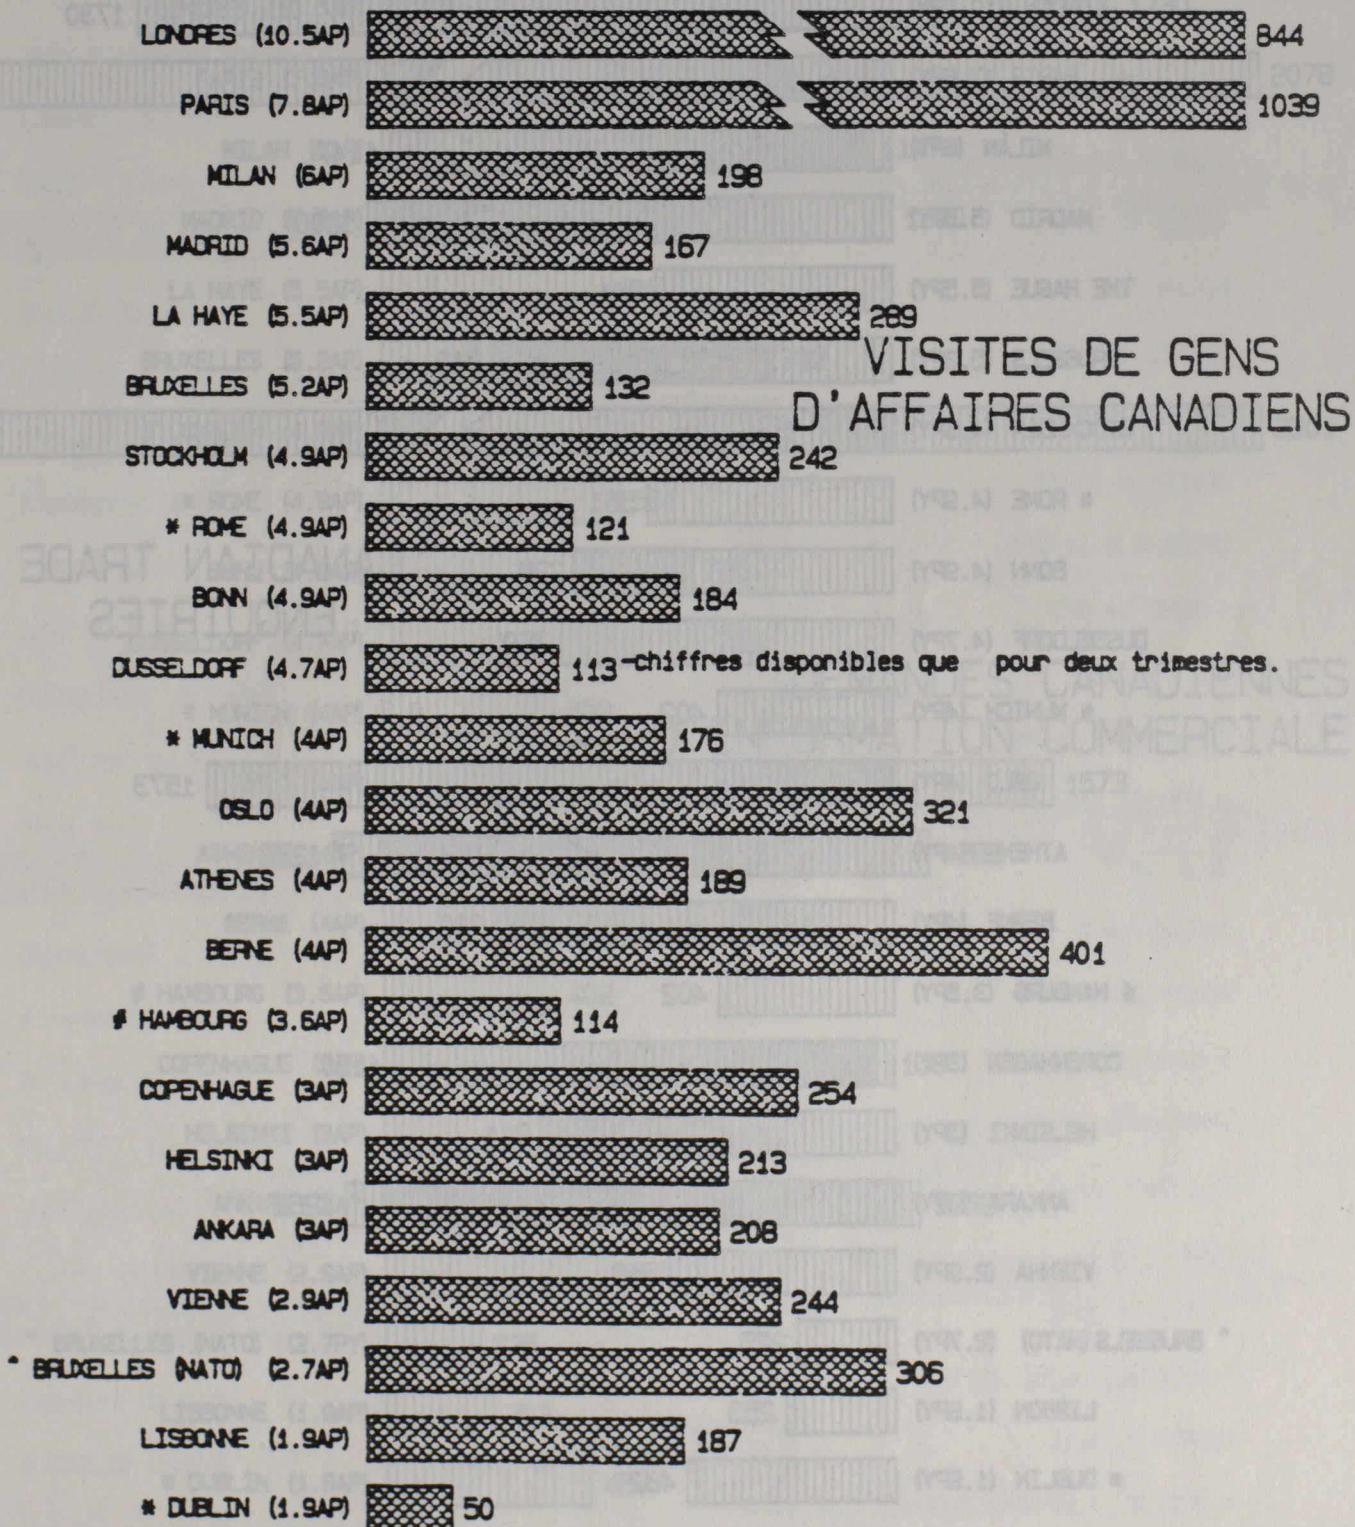 LONDRES (10.5AP) 844
PARIS (7.8AP) 1039
MILAN (6AP) 198
MADRID (5.6AP) 167
LA HAYE (5.5AP) 289
VISITES DE GENS
D'AFFAIRES CANADIENS
BRUXELLES (5.2AP) 132
STOCKHOLM (4.9AP) 242
* ROME (4.9AP) 121
BONN (4.9AP) 184
DUSSELDORF (4.7AP) 113-chiffres disponibles que pour deux trimestres.
* MUNICH (4AP) 176
OSLO (4AP) 321
ATHENES (4AP) 189
BERNE (4AP) 401
# HAMBOURG (3.6AP) 114
COPENHAGUE (3AP) 254
HELSINKI (3AP) 213
ANKARA (3AP) 208
VIENNE (2.9AP) 244
^ BRUXELLES (NATO) (2.7AP) 306
LISBONNE (1.9AP) 187
* DUBLIN (1.9AP) 50